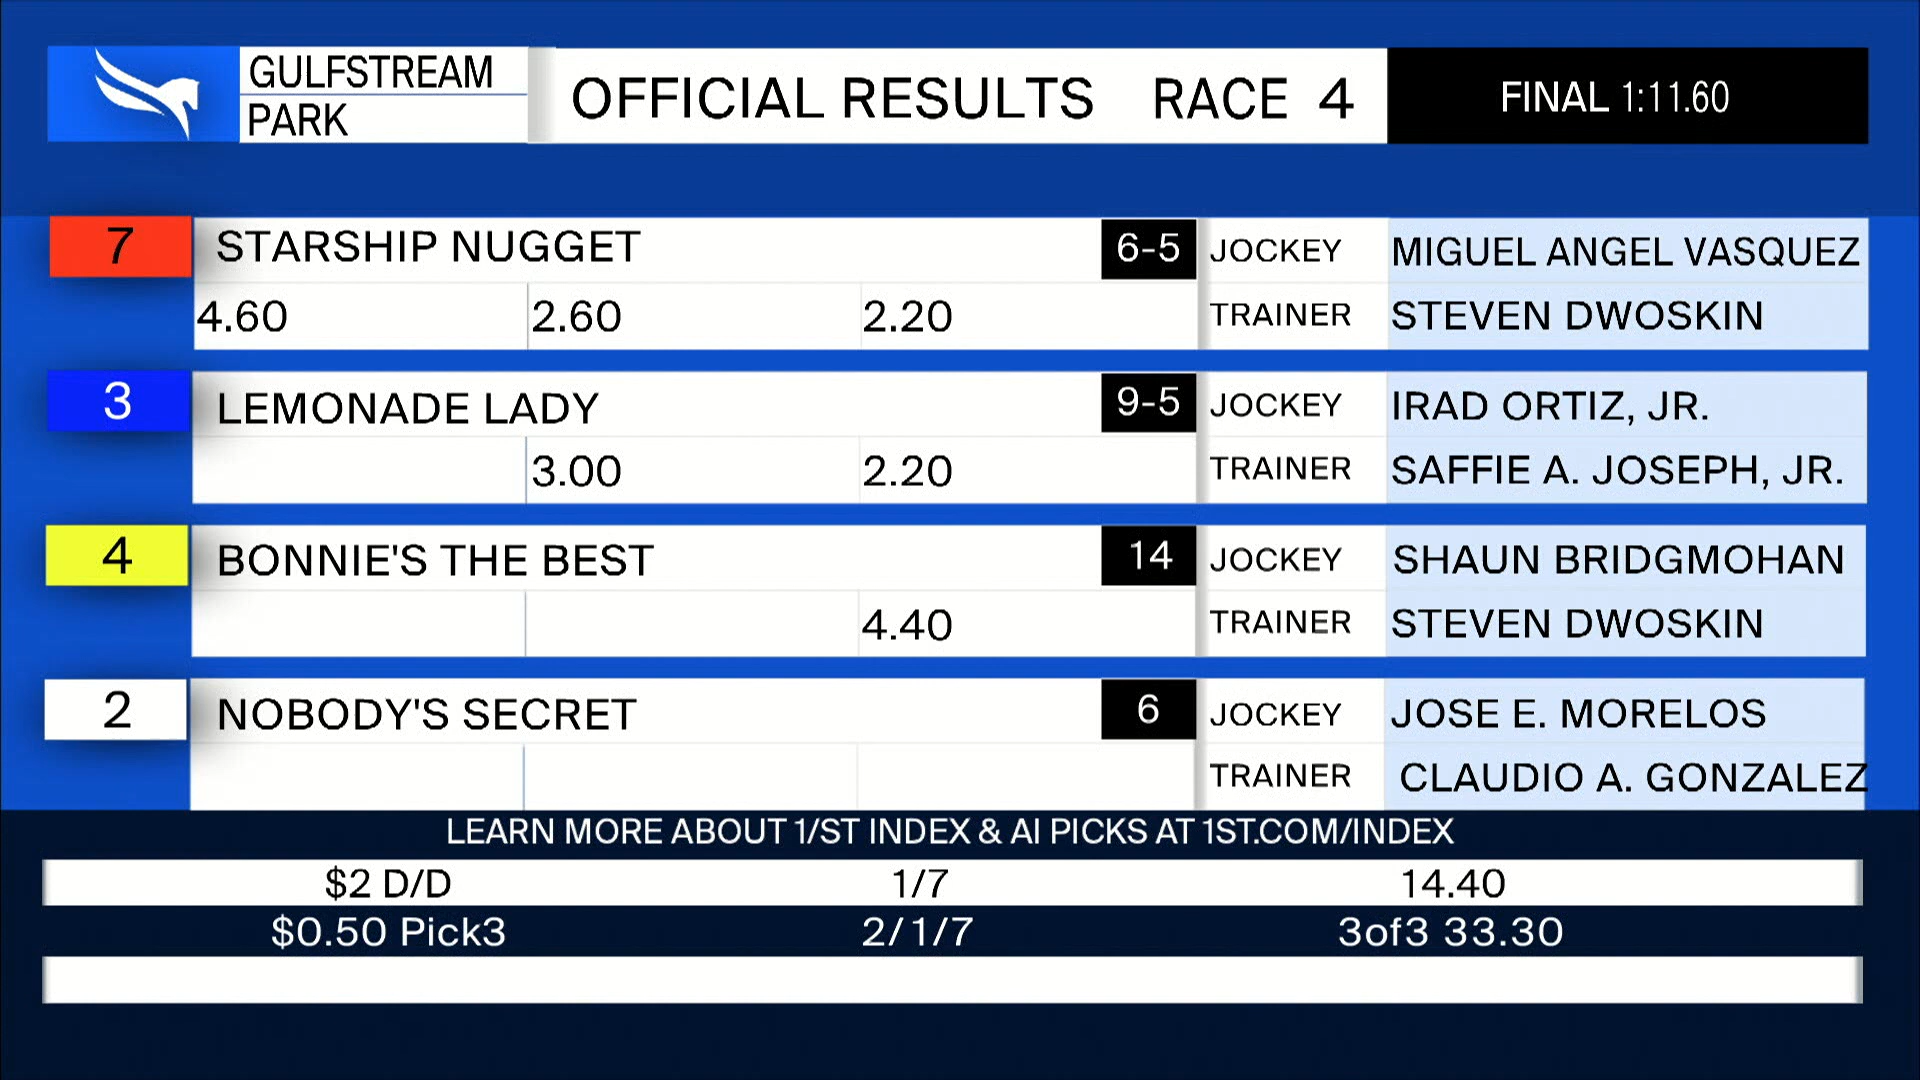 GULFSTREAM
PARK
OFFICIAL RESULTS RACE 4
FINAL 1:11.60
7 STARSHIP NUGGET 6-5 JOCKEY MIGUEL ANGEL VASQUEZ
4.60 2.60 2.20 TRAINER STEVEN DWOSKIN
3 LEMONADE LADY 9-5 JOCKEY IRAD ORTIZ, JR.
3.00 2.20 TRAINER SAFFIE A. JOSEPH, JR.
4 BONNIE'S THE BEST 14 JOCKEY SHAUN BRIDGMOHAN
4.40 TRAINER STEVEN DWOSKIN
2 NOBODY'S SECRET 6 JOCKEY JOSE E. MORELOS
TRAINER CLAUDIO A. GONZALEZ
LEARN MORE ABOUT 1/ST INDEX & AI PICKS AT 1ST.COM/INDEX
$2 D/D 1/7 14.40
$0.50 Pick3 2/1/7 3of3 33.30